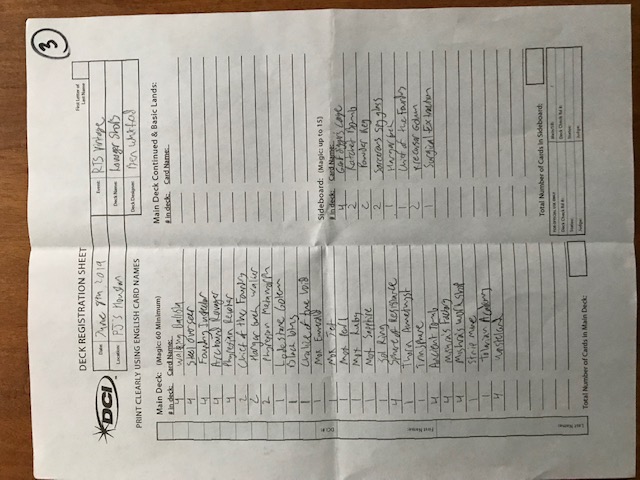 3
DECK REGISTRATION SHEET
First Letter of
Last Name
DCI
Date: June 8th 2019
Event: RTS Vintage
Location: PJ's Houston
Deck Name: Ravager Shops
Deck Designer: Ben
PRINT CLEARLY USING ENGLISH CARD NAMES
Main Deck: (Magic: 60 Minimum)
# in deck: Card Name:
4 Walking Ballista
4 Steel overseer
4 Foundry Inspector
4 Arcbound Ravager
4 Phyrexian Revoker
2 Chief of the Foundry
2 Hangar back walker
2 Phyrexian Metamorph
1 Lodestone Golem
1 Black lotus
1 Chalice of the void
1 Mox Emerald
1 Mox Jet
1 Mox Pearl
1 Mox Ruby
1 Mox Sapphire
1 Sol Ring
4 Sphere of Resistance
1 Thorn Amethyst
1 Trinisphere
4 Ancient Tomb
4 Mishra's Factory
4 Mishra's Workshop
1 Strip Mine
1 Tolarian Academy
4 Wasteland
Total Number of Cards in Main Deck:
Main Deck Continued & Basic Lands:
# in deck: Card Name:
Sideboard: (Magic: up to 15)
# in deck: Card Name:
4 Graf diggers cage
2 Ratchet Bomb
2 Powder Keg
2 Sorcerous Spyglass
1
1 Chief of the Foundry
2 Precursor Golem
1 Surgical Extraction
Total Number of Cards in Sideboard:
FOR OFFICIAL USE ONLY
Main/SB: /
Deck Check Rd #:
Deck Check Rd #:
Status:
Status:
Judge:
Judge:
DCI #:
First Name:
Last Name: